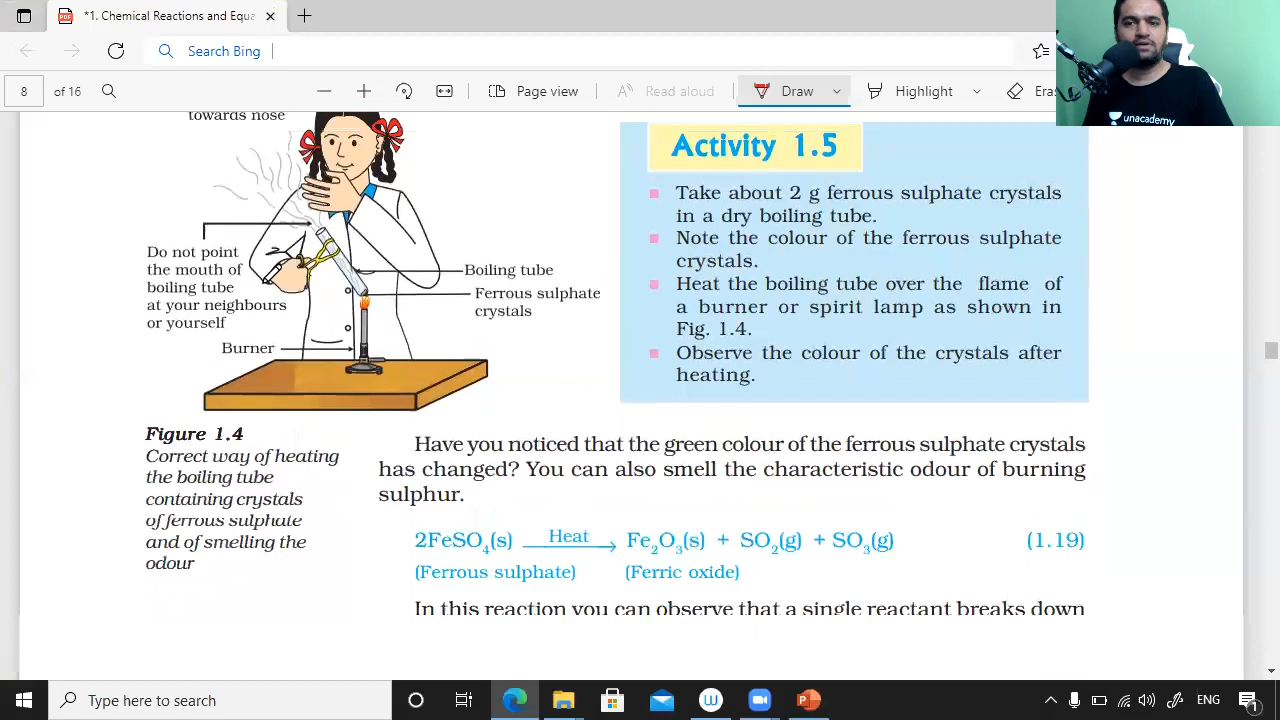 *1. Chemical Reactions and Equa
Search Bing
8 of 16
Page view
Read aloud
Draw
Highlight
Eras
unacademy
towards nose
Do not point
the mouth of
boiling tube
at your neighbours
or yourself
Boiling tube
Ferrous sulphate
crystals
Burner
Figure 1.4
Correct way of heating
the boiling tube
containing crystals
of ferrous sulphate
and of smelling the
odour
Activity 1.5
Take about 2 g ferrous sulphate crystals
in a dry boiling tube.
Note the colour of the ferrous sulphate
crystals.
Heat the boiling tube over the flame of
a burner or spirit lamp as shown in
Fig. 1.4.
Observe the colour of the crystals after
heating.
Have you noticed that the green colour of the ferrous sulphate crystals
has changed? You can also smell the characteristic odour of burning
sulphur.
Heat
2FeSO₄(s) ⟶ Fe₂O₃(s) + SO₂(g) + SO₃(g) (1.19)
(Ferrous sulphate) (Ferric oxide)
In this reaction you can observe that a single reactant breaks down
Type here to search
ENG
1